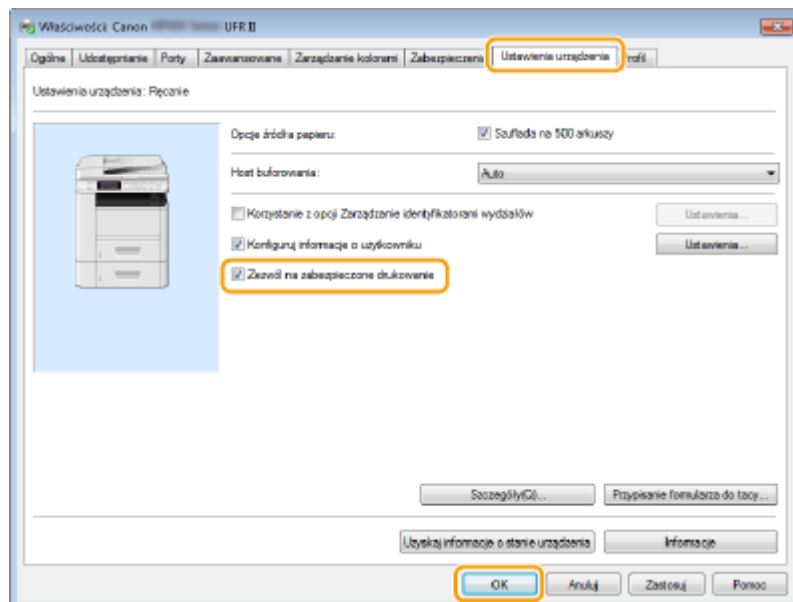 Właściwości: Canon UFR II
Ogólne Udostępnianie Porty Zaawansowane Zarządzanie kolorami Zabezpieczenia Ustawienia urządzenia Profil
Ustawienia urządzenia: Ręcznie
Opcje źródła papieru: Szuflada na 500 arkuszy
Host buforowania: Auto
Korzystanie z opcji Zarządzanie identyfikatorami wydziałów Ustawienia...
Konfiguruj informacje o użytkowniku Ustawienia...
Zezwól na zabezpieczone drukowanie
Szczegóły(G)... Przypisanie formularza do tacy...
Uzyskaj informacje o stanie urządzenia Informacje
OK Anuluj Zastosuj Pomoc